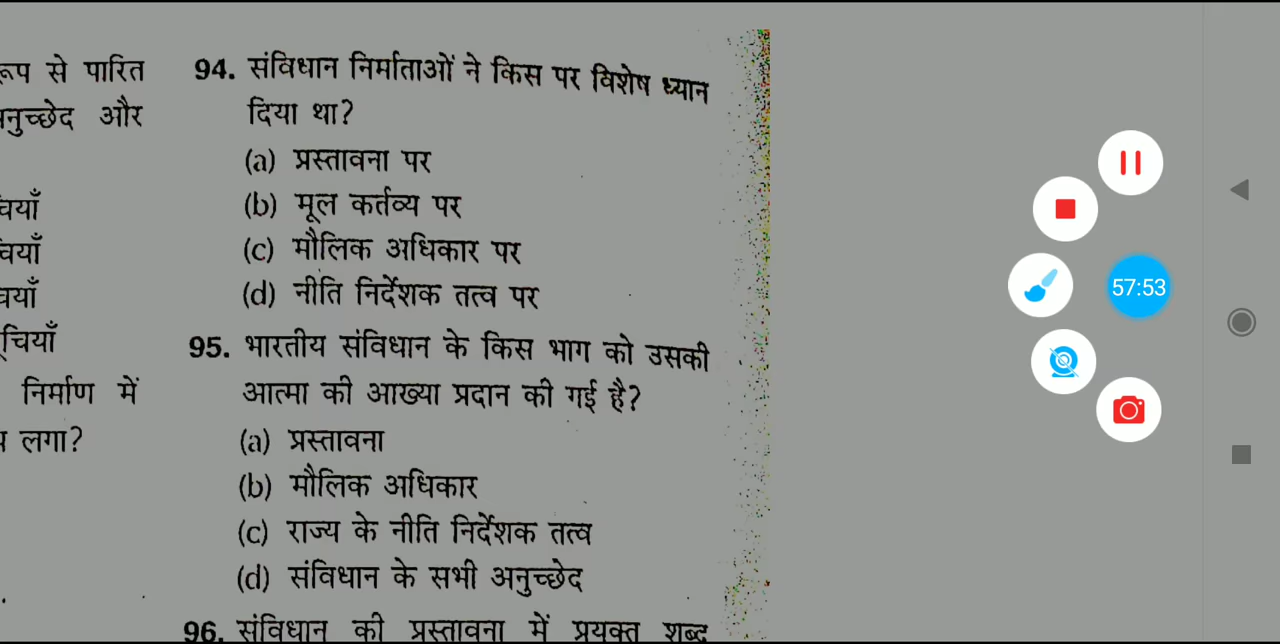 रूप से पारित
अनुच्छेद और
निर्माण में
लगा?
94. संविधान निर्माताओं ने किस पर विशेष ध्यान
दिया था?
(a) प्रस्तावना पर
(b) मूल कर्तव्य पर
(c) मौलिक अधिकार पर
(d) नीति निर्देशक तत्व पर
95. भारतीय संविधान के किस भाग को उसकी
आत्मा की आख्या प्रदान की गई है?
(a) प्रस्तावना
(b) मौलिक अधिकार
(c) राज्य के नीति निर्देशक तत्व
(d) संविधान के सभी अनुच्छेद
96. संविधान की प्रस्तावना में प्रयुक्त शब्द
57:53